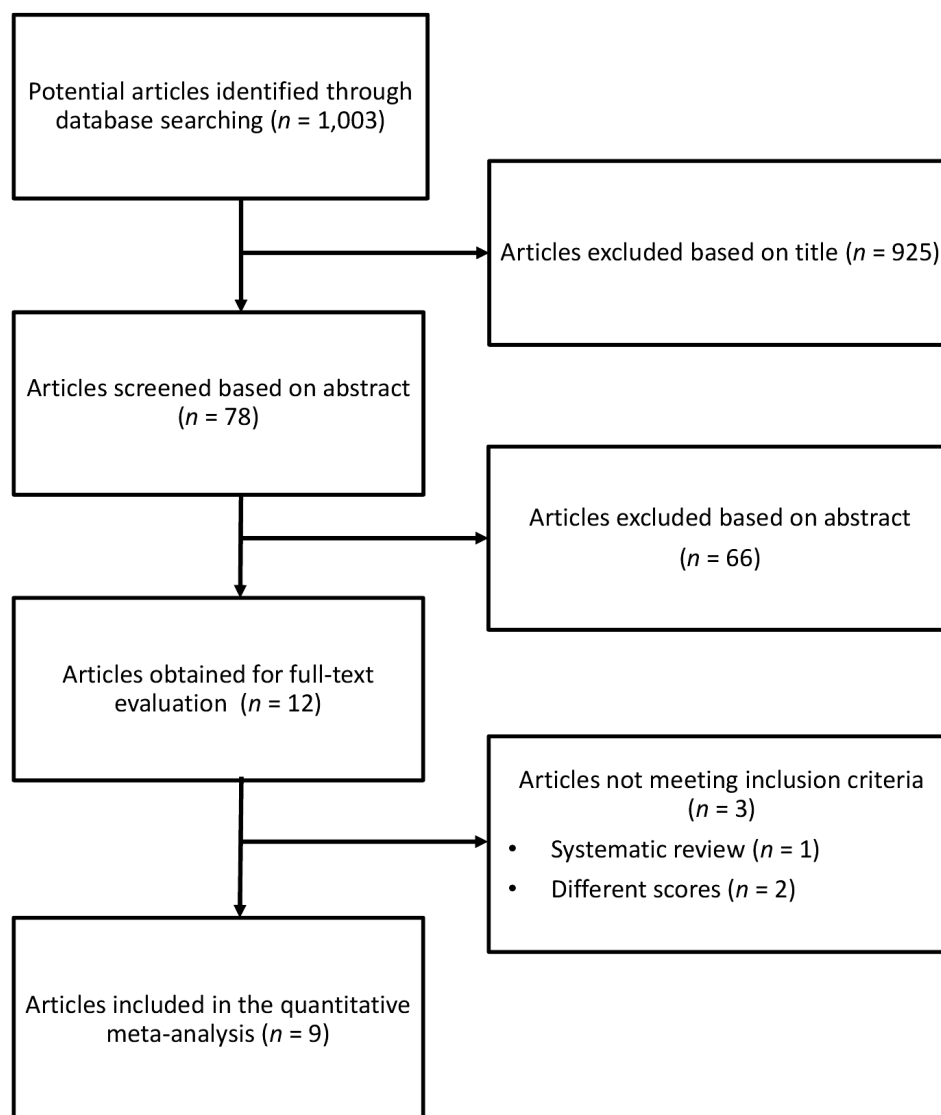 Potential articles identified through
database searching (n = 1,003)
Articles excluded based on title (n = 925)
Articles screened based on abstract
(n = 78)
Articles excluded based on abstract
(n = 66)
Articles obtained for full-text
evaluation (n = 12)
Articles not meeting inclusion criteria
(n = 3)
• Systematic review (n = 1)
• Different scores (n = 2)
Articles included in the quantitative
meta-analysis (n = 9)